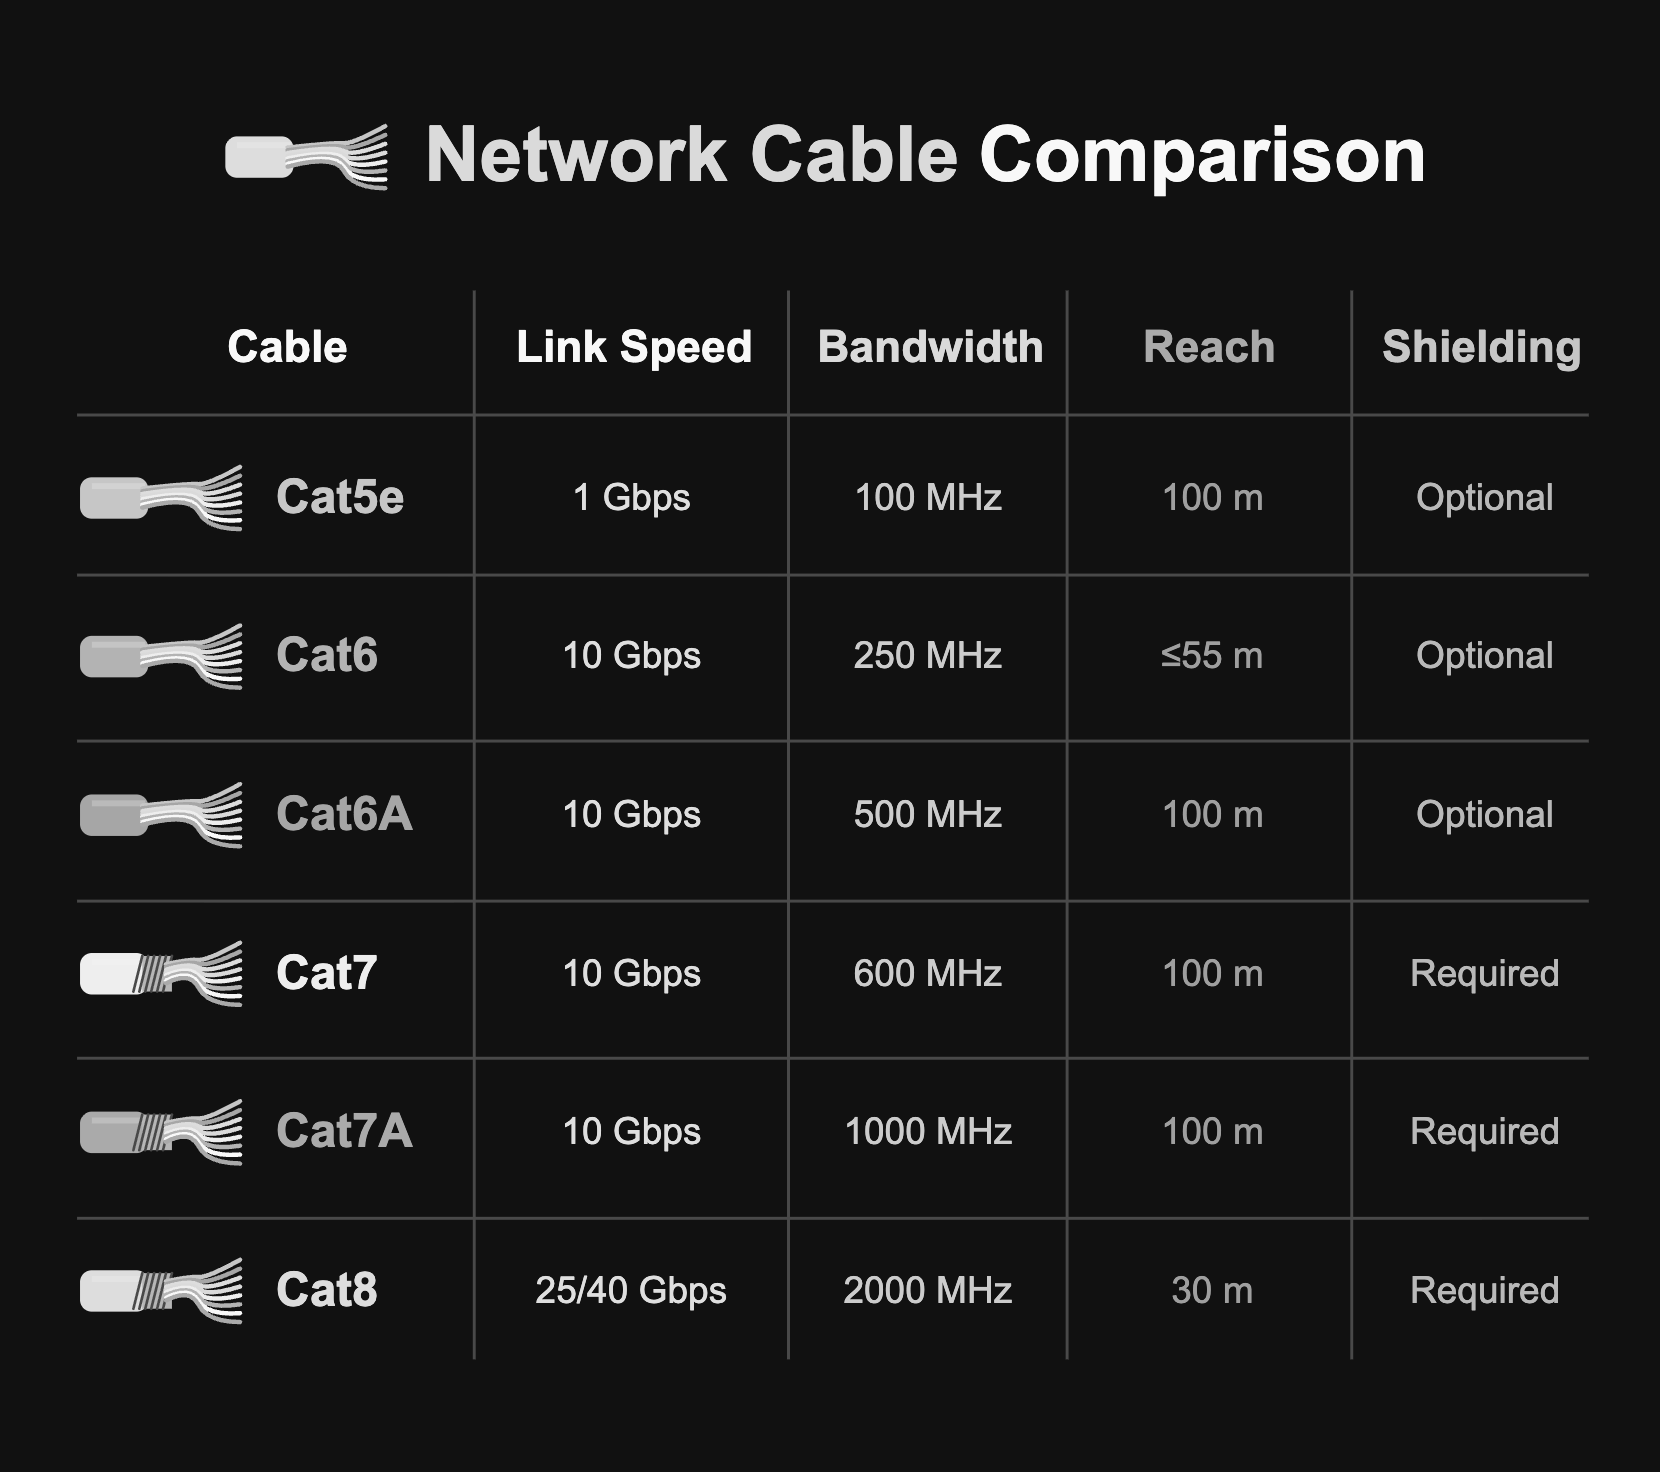 Network Cable Comparison
Cable Link Speed Bandwidth Reach Shielding
Cat5e 1 Gbps 100 MHz 100 m Optional
Cat6 10 Gbps 250 MHz ≤55 m Optional
Cat6A 10 Gbps 500 MHz 100 m Optional
Cat7 10 Gbps 600 MHz 100 m Required
Cat7A 10 Gbps 1000 MHz 100 m Required
Cat8 25/40 Gbps 2000 MHz 30 m Required